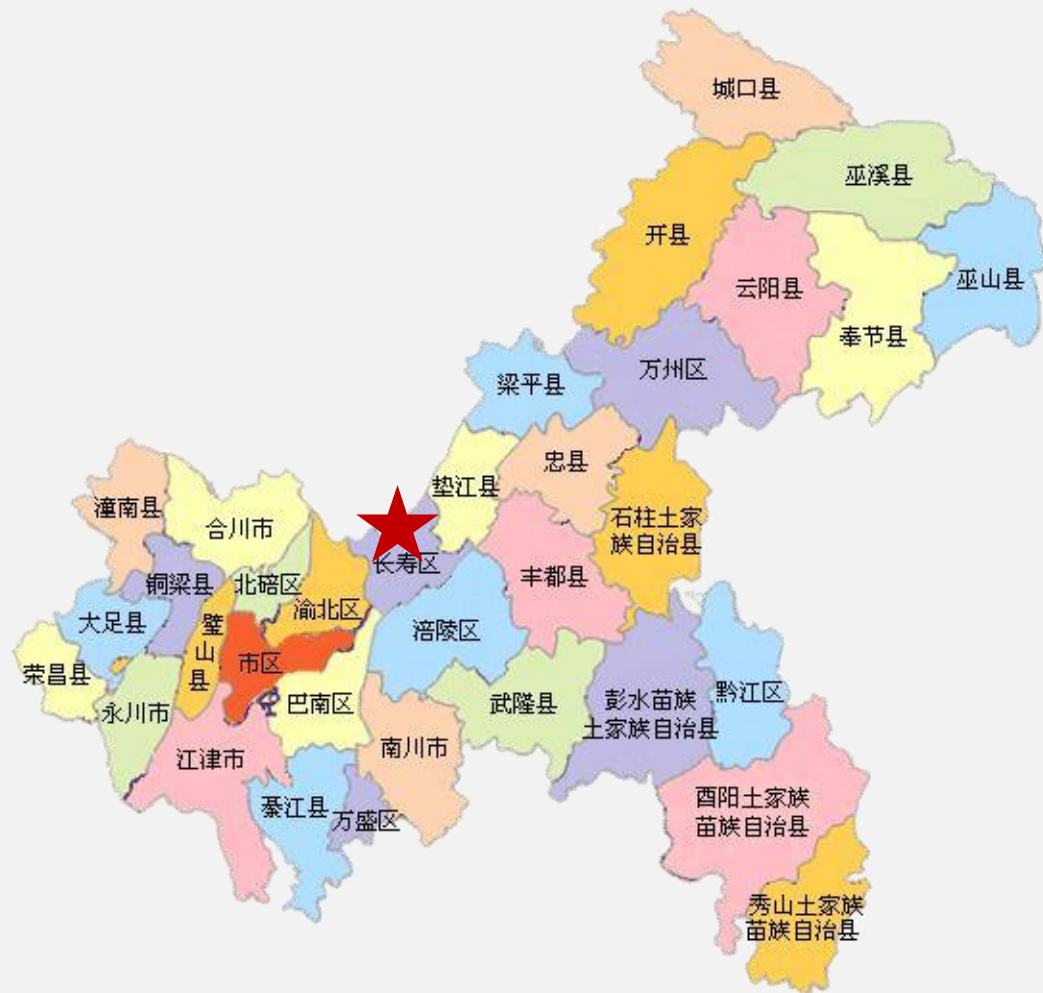 城口县
巫溪县
开县
巫山县
云阳县
奉节县
万州区
梁平县
忠县
垫江县
潼南县
石柱土家
族自治县
合川市
长寿区
丰都县
铜梁县
北碚区
渝北区
大足县
涪陵区
璧山县
市区
荣昌县
巴南区
武隆县
彭水苗族
土家族自治县
黔江区
永川市
南川市
江津市
綦江县
万盛区
酉阳土家族
苗族自治县
秀山土家族
苗族自治县